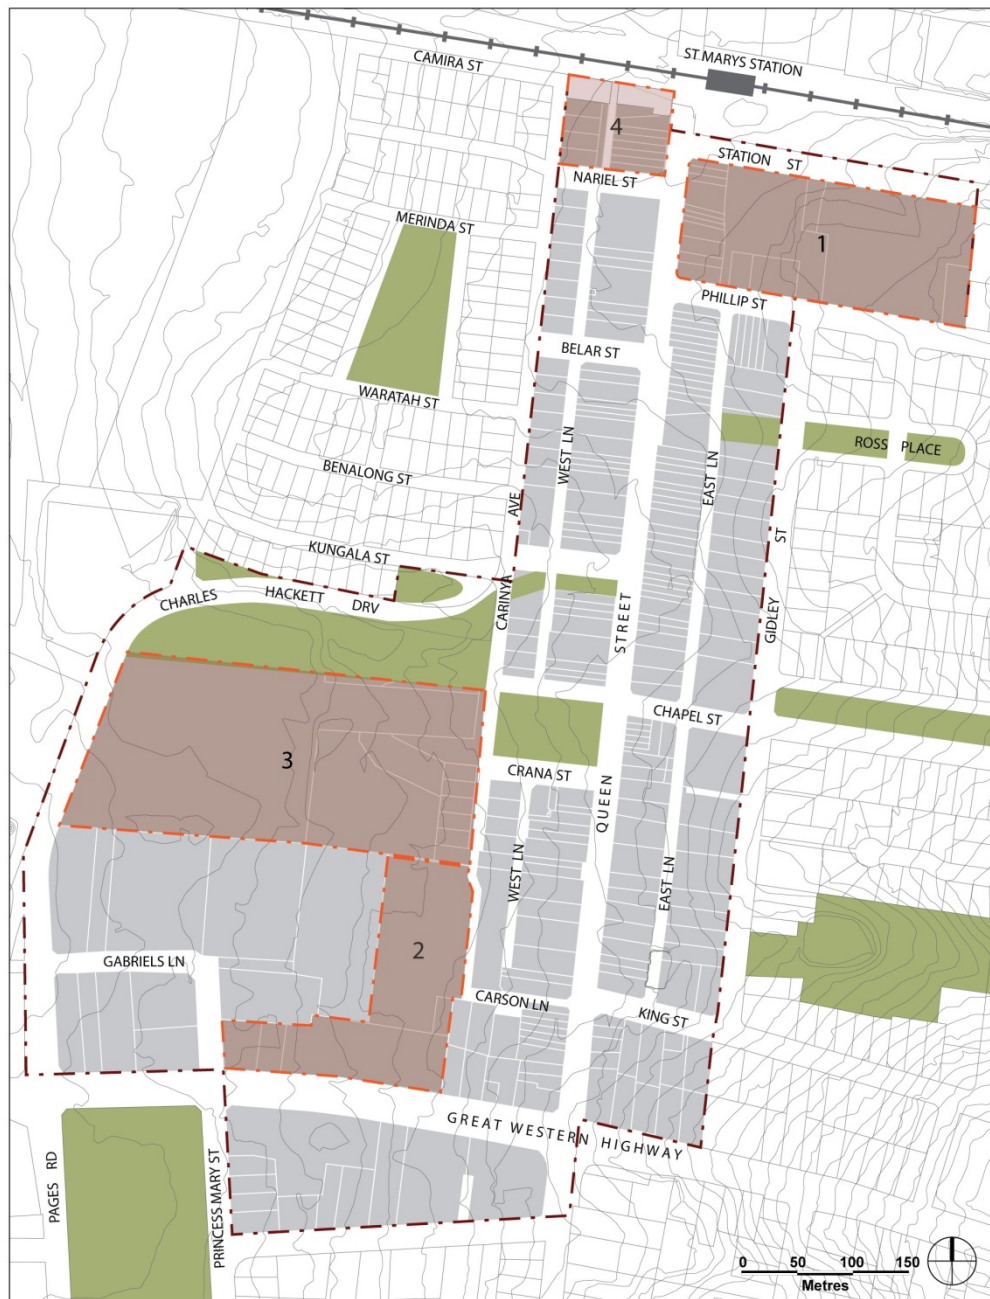 ST MARYS STATION
CAMIRA ST
4
STATION ST
NARIEL ST
MERINDA ST
1
PHILLIP ST
BELAR ST
WARATAH ST
WEST LN
EAST LN
ROSS PLACE
BENALONG ST
AVE
GIDLEY ST
KUNGALA ST
CHARLES HACKETT DRV
CARINYA
STREET
CHAPEL ST
3
CRANA ST
QUEEN
WEST LN
EAST LN
2
GABRIELS LN
CARSON LN
KING ST
GREAT WESTERN HIGHWAY
PAGES RD
PRINCESS MARY ST
0 50 100 150
Metres